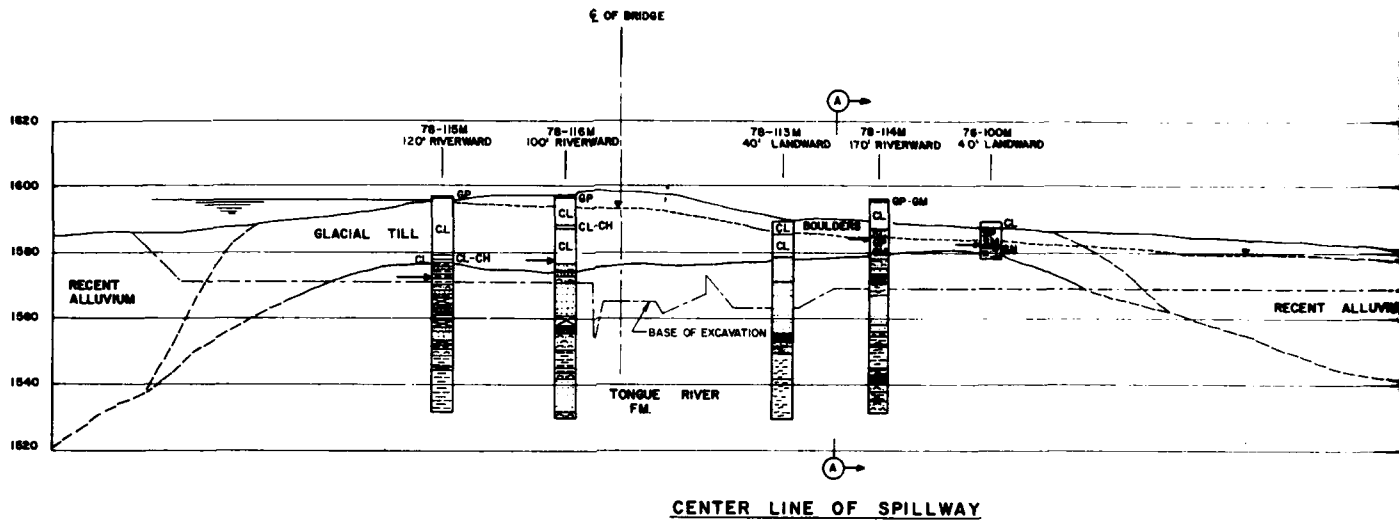 ℄ OF BRIDGE
A
1620
1600
1580
1560
1540
1520
78-115M
120' RIVERWARD
78-116M
100' RIVERWARD
78-113M
40' LANDWARD
78-114M
170' RIVERWARD
76-100M
40' LANDWARD
GP
GP
GP-GM
CL
CL-CH
CL
BOULDERS
CL
CL
GLACIAL TILL
CL
CL
CL
CL
CL-CH
RECENT
ALLUVIUM
BASE OF EXCAVATION
RECENT ALLUVIUM
TONGUE RIVER
FM.
A
CENTER LINE OF SPILLWAY